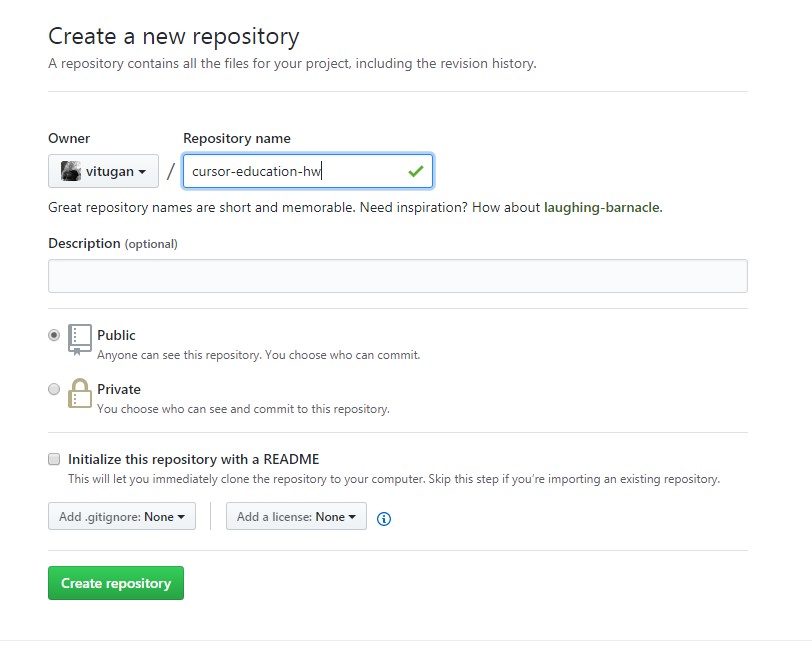 Create a new repository
A repository contains all the files for your project, including the revision history.
Owner Repository name
vitugan / cursor-education-hw
Great repository names are short and memorable. Need inspiration? How about laughing-barnacle.
Description (optional)
Public
Anyone can see this repository. You choose who can commit.
Private
You choose who can see and commit to this repository.
Initialize this repository with a README
This will let you immediately clone the repository to your computer. Skip this step if you’re importing an existing repository.
Add .gitignore: None Add a license: None
Create repository